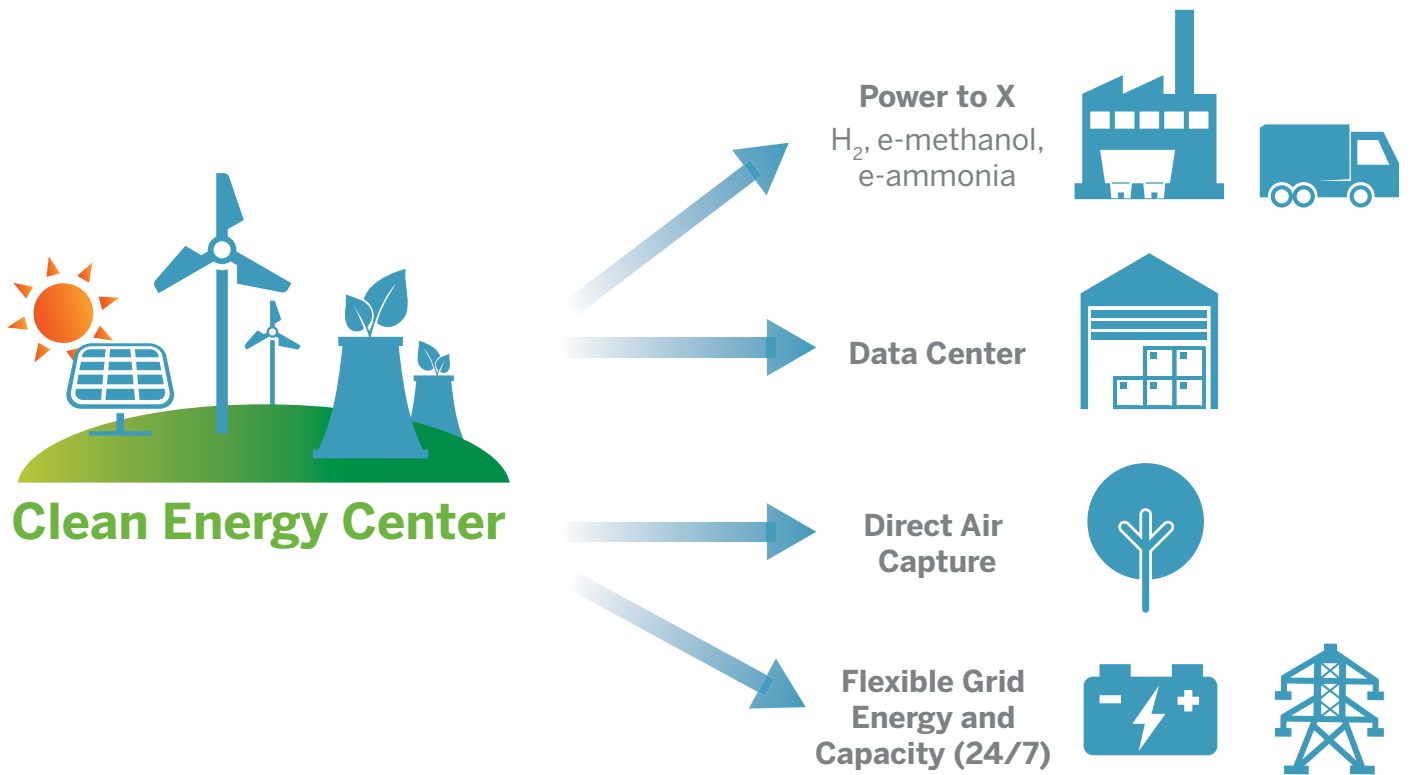 Power to X
H₂, e-methanol,
e-ammonia
Data Center
Clean Energy Center
Direct Air
Capture
Flexible Grid
Energy and
Capacity (24/7)